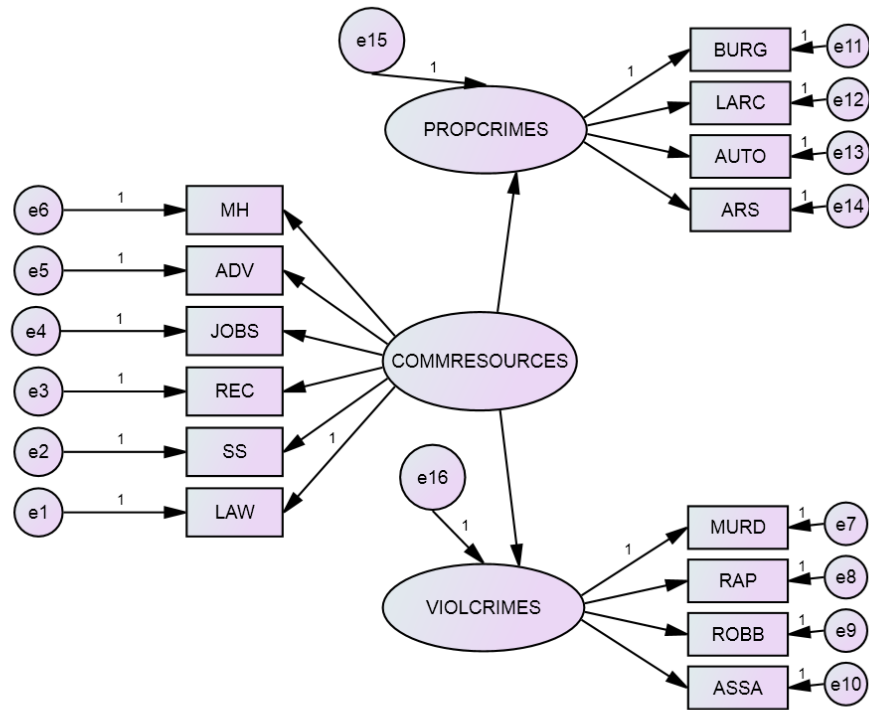 e15
1
PROPCRIMES
1
BURG
1
e11
LARC
1
e12
AUTO
1
e13
ARS
1
e14
e6
1
MH
e5
1
ADV
e4
1
JOBS
e3
1
REC
e2
1
SS
e1
1
LAW
1
COMMRESOURCES
e16
1
VIOLCRIMES
1
MURD
1
e7
RAP
1
e8
ROBB
1
e9
ASSA
1
e10